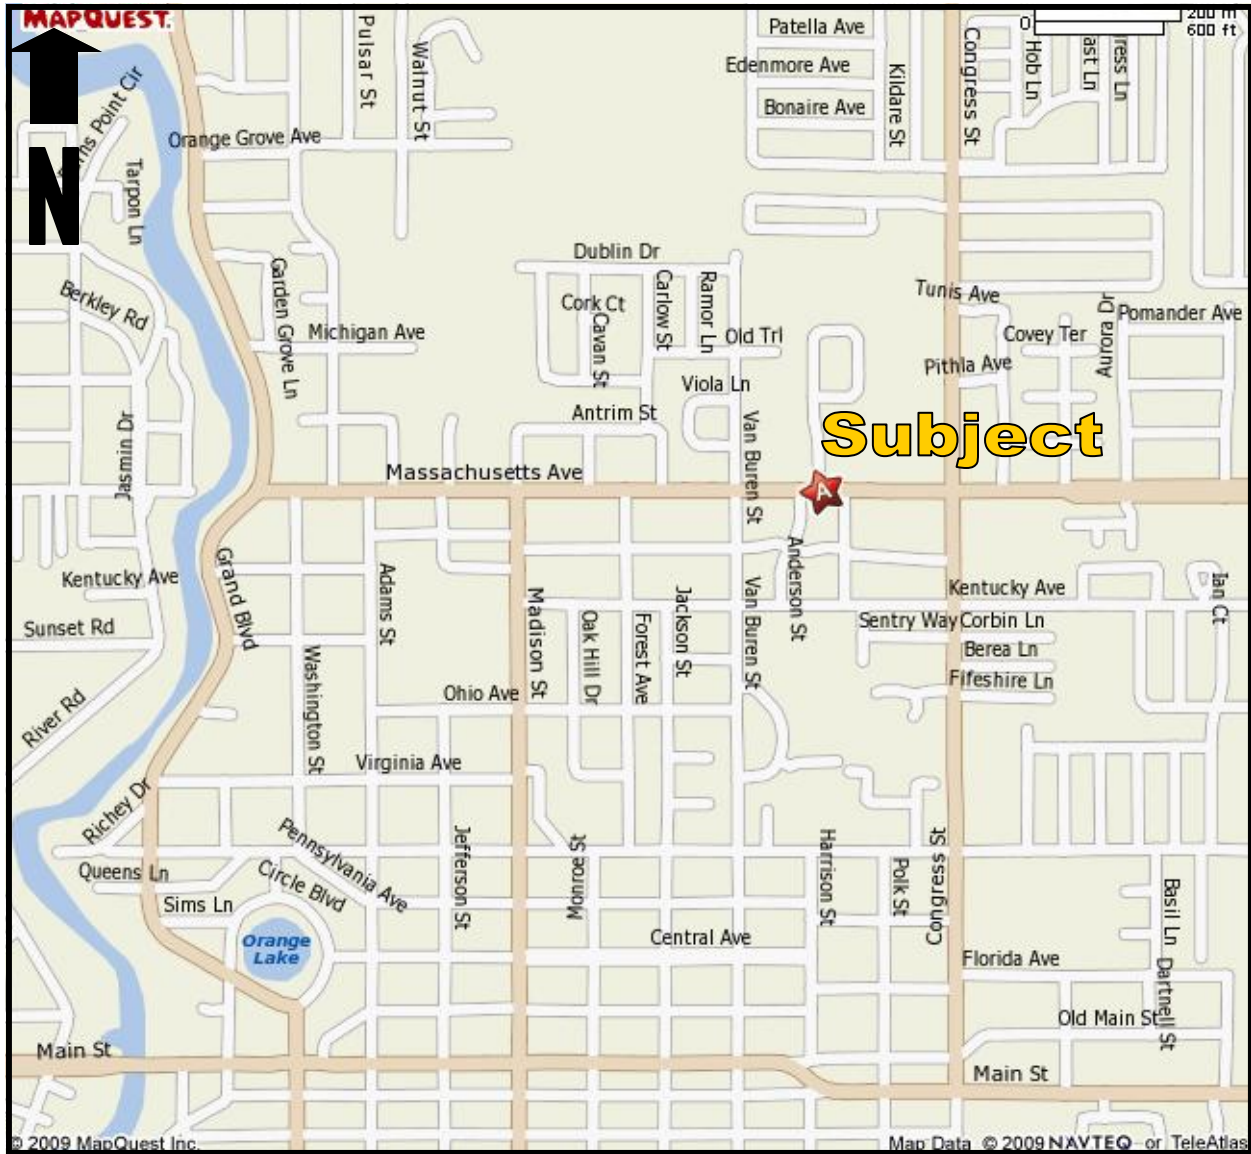 MAPQUEST.
0
200 m
600 ft
Pulsar St
Walnut St
Patella Ave
Edenmore Ave
Bonaire Ave
Kildare St
Congress St
Hob Ln
Orange Grove Ave
N
Tarpon Ln
Point Cir
Dublin Dr
Berkley Rd
Garden Grove Ln
Cork Ct
Carlow St
Ramor Ln
Tunis Ave
Aurora Dr
Pomander Ave
Michigan Ave
Cavan St
Old Trl
Covey Ter
Pithla Ave
Viola Ln
Antrim St
Van Buren St
Subject
Jasmin Dr
Massachusetts Ave
A
Kentucky Ave
Grand Blvd
Adams St
Anderson St
Kentucky Ave
Ian Ct
Madison St
Oak Hill Dr
Forest Ave
Jackson St
Van Buren St
Sunset Rd
Sentry Way
Corbin Ln
Berea Ln
Washington St
Ohio Ave
Fifeshire Ln
River Rd
Virginia Ave
Richey Dr
Pennsylvania Ave
Jefferson St
Monroe St
Harrison St
Polk St
Congress St
Queens Ln
Circle Blvd
Basil Ln
Sims Ln
Orange
Lake
Central Ave
Florida Ave
Dartnell St
Old Main St
Main St
Main St
© 2009 MapQuest Inc.
Map Data © 2009 NAVTEQ or TeleAtlas